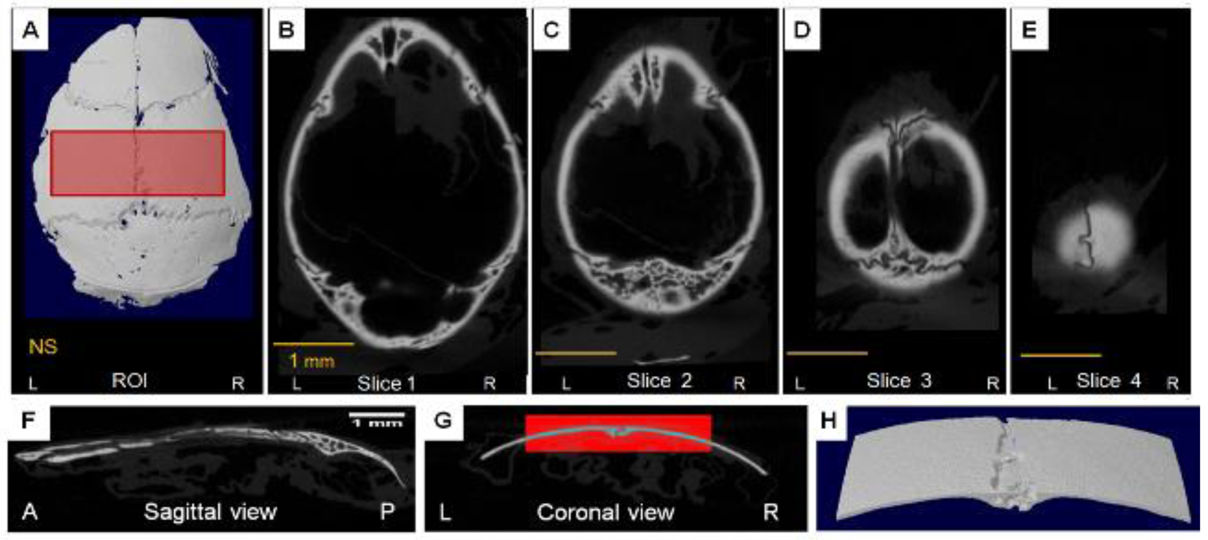 A
NS
L ROI R
B
1 mm
L Slice 1 R
C
L Slice 2 R
D
L Slice 3 R
E
L Slice 4 R
F
1 mm
A Sagittal view P
G
L Coronal view R
H